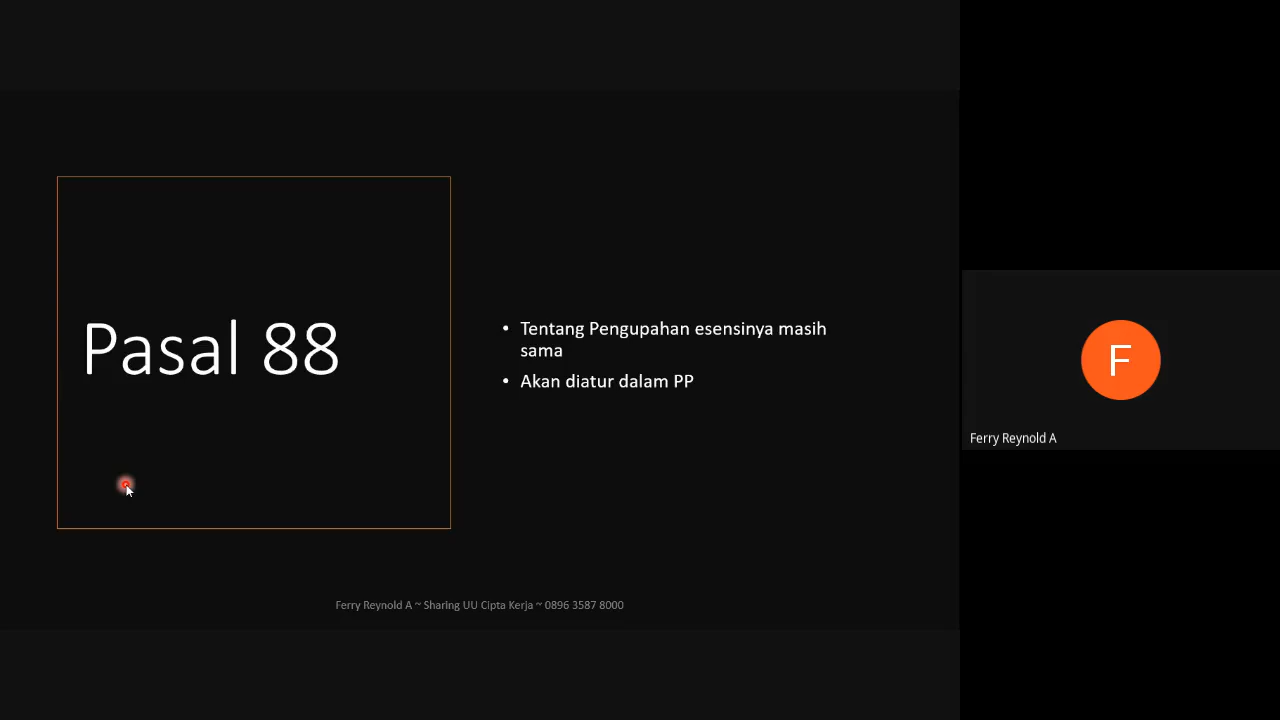 Pasal 88
• Tentang Pengupahan esensinya masih
sama
• Akan diatur dalam PP
Ferry Reynold A ~ Sharing UU Cipta Kerja ~ 0896 3587 8000
F
Ferry Reynold A